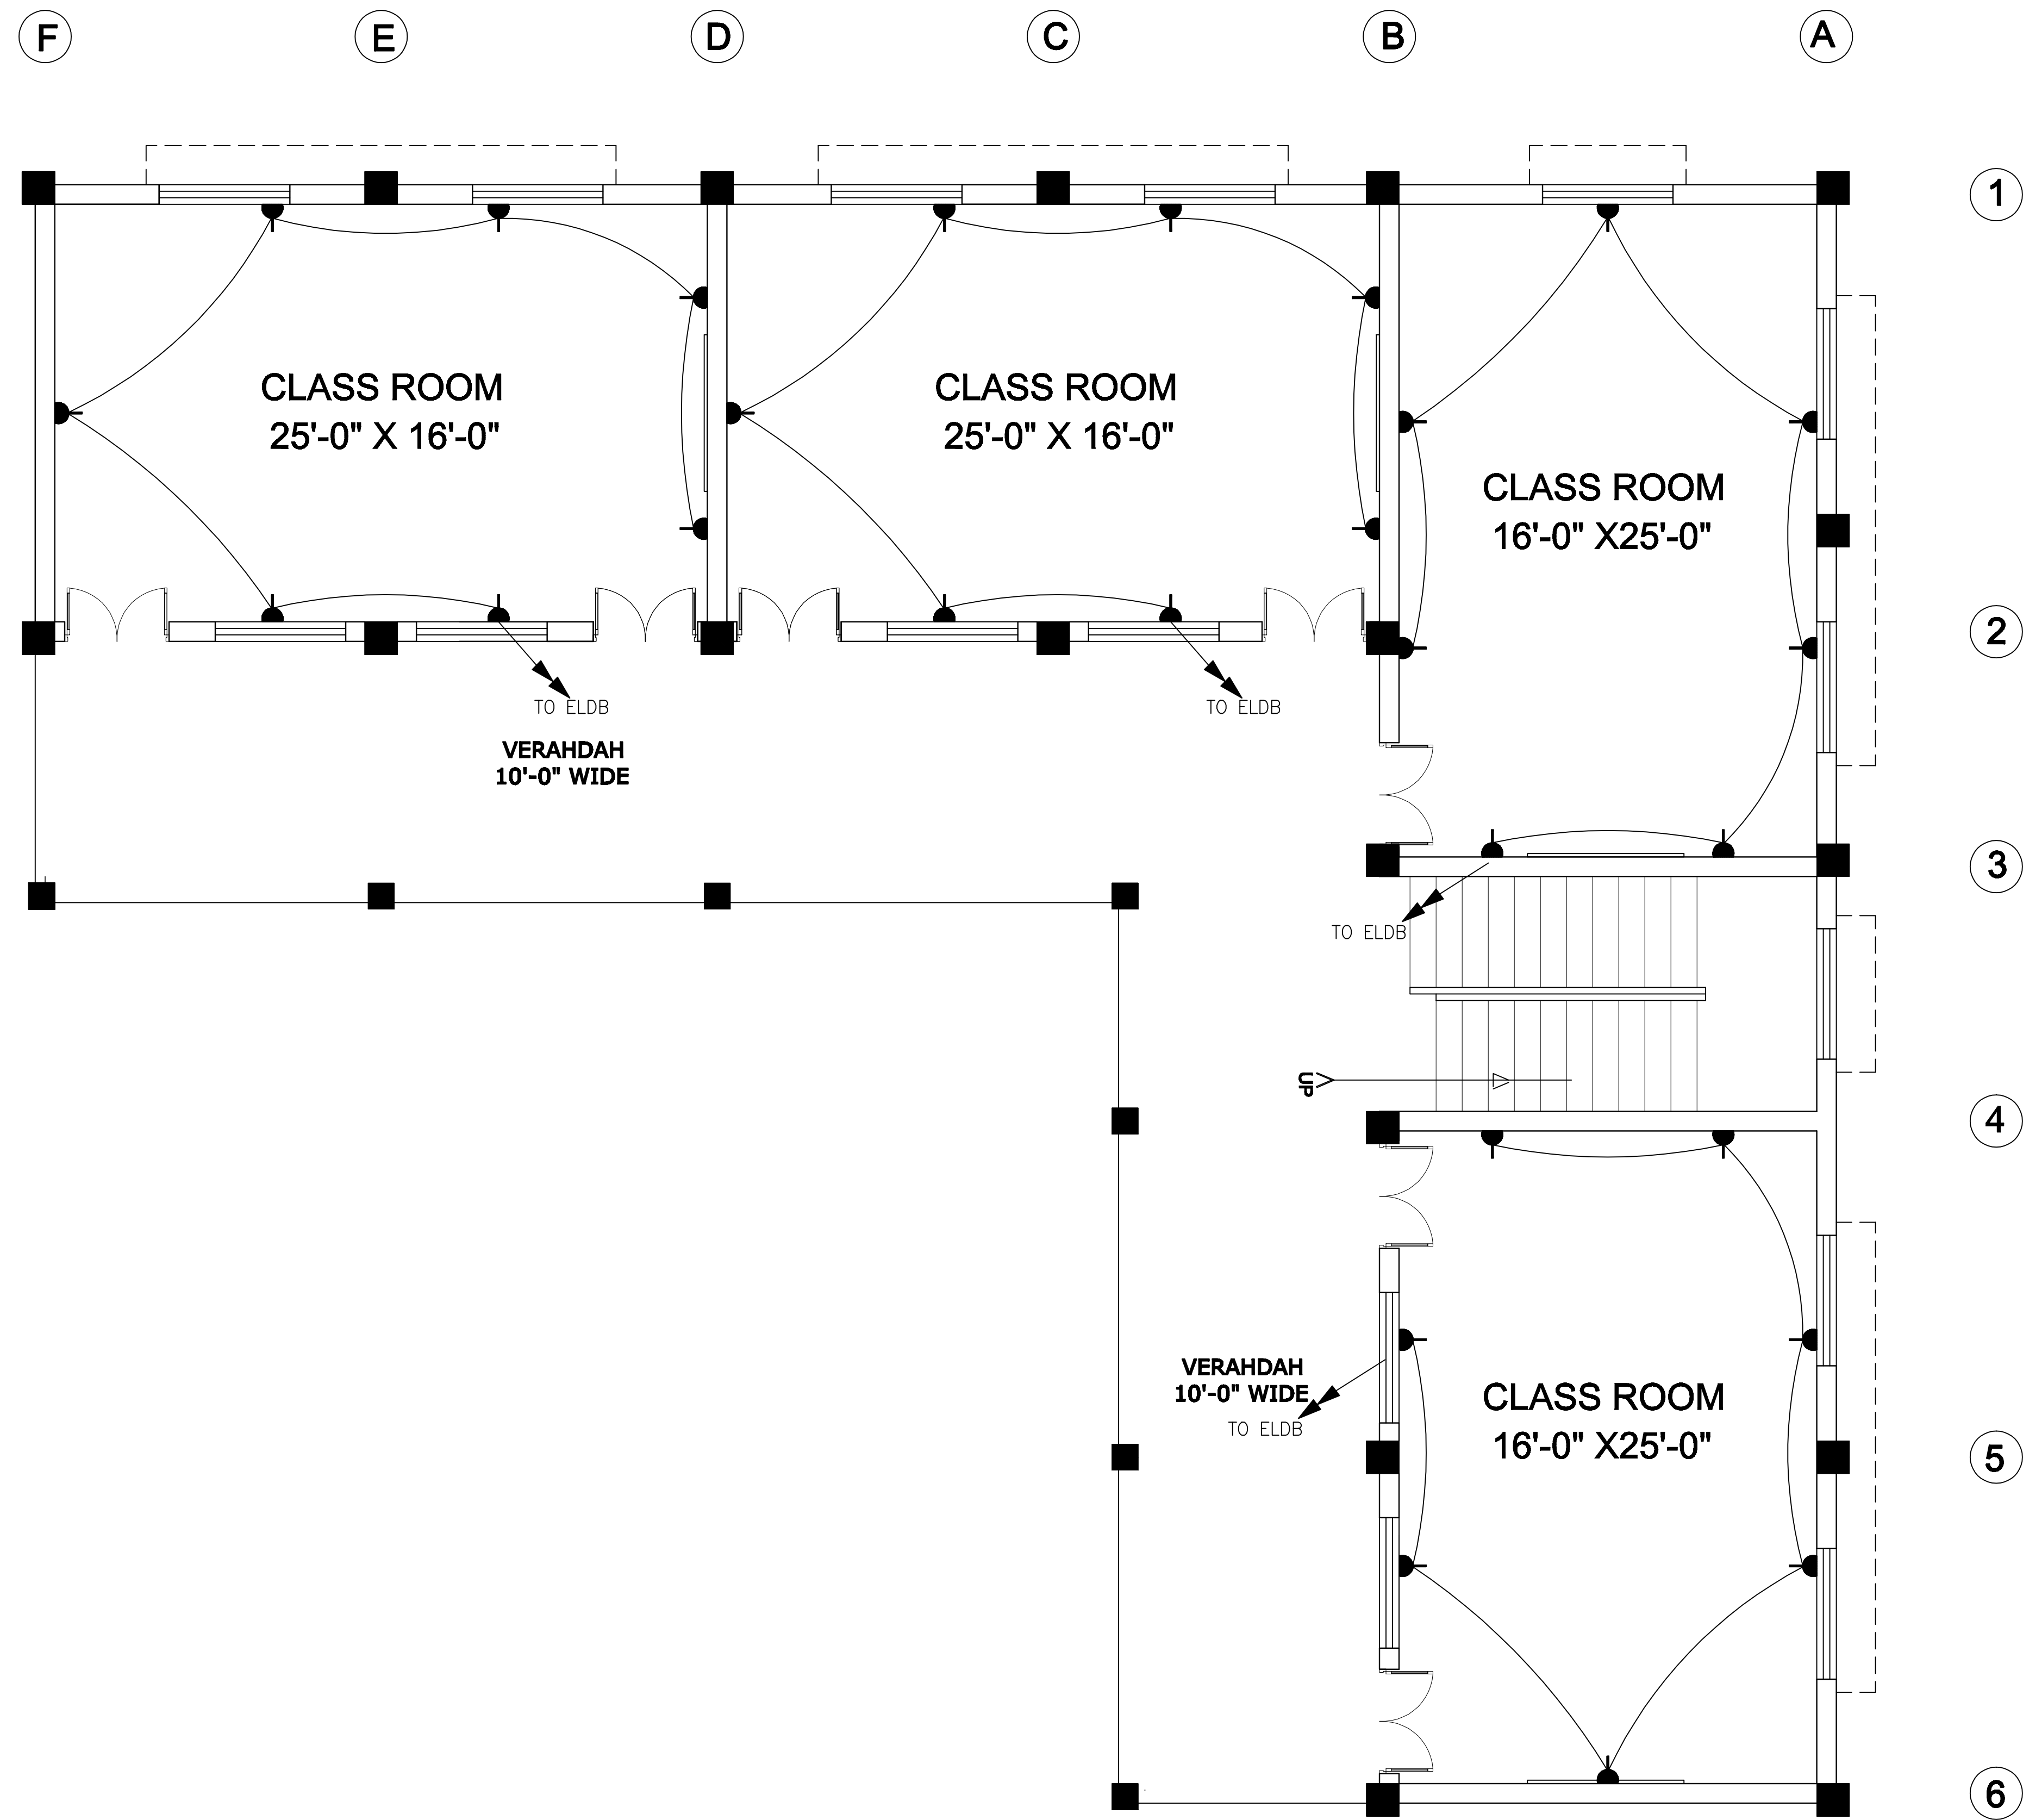 F E D C B A
1
CLASS ROOM
25'-0" X 16'-0"
CLASS ROOM
25'-0" X 16'-0"
CLASS ROOM
16'-0" X25'-0"
2
TO ELDB
TO ELDB
VERAHDAH
10'-0" WIDE
3
TO ELDB
UP
4
VERAHDAH
10'-0" WIDE
TO ELDB
CLASS ROOM
16'-0" X25'-0"
5
6